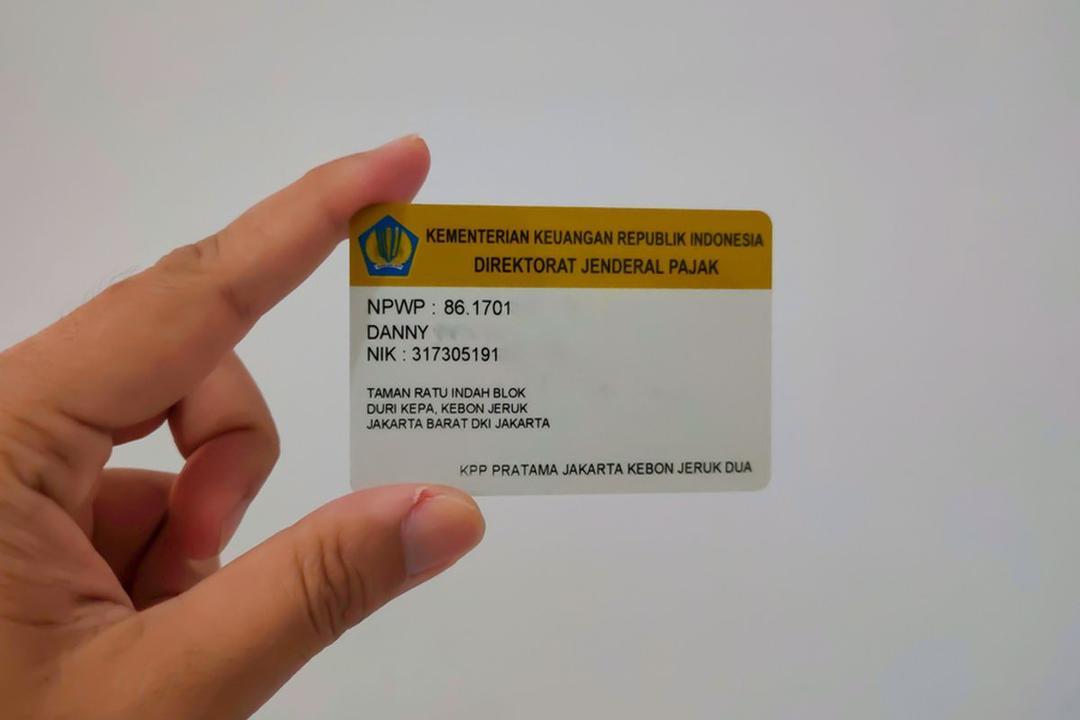 KEMENTERIAN KEUANGAN REPUBLIK INDONESIA
DIREKTORAT JENDERAL PAJAK
NPWP : 86.1701
DANNY
NIK : 317305191
TAMAN RATU INDAH BLOK
DURI KEPA, KEBON JERUK
JAKARTA BARAT DKI JAKARTA
KPP PRATAMA JAKARTA KEBON JERUK DUA